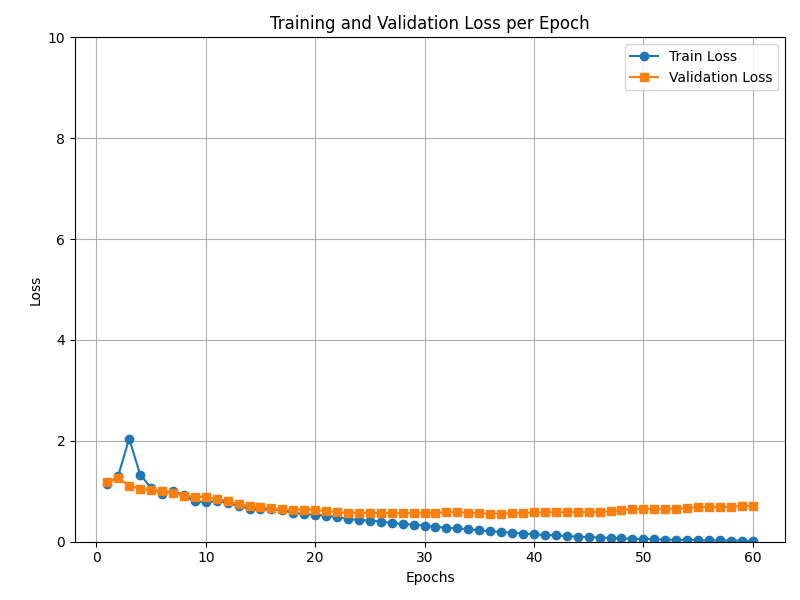 Training and Validation Loss per Epoch
Train Loss
Validation Loss
10
8
6
4
2
0
Loss
0 10 20 30 40 50 60
Epochs